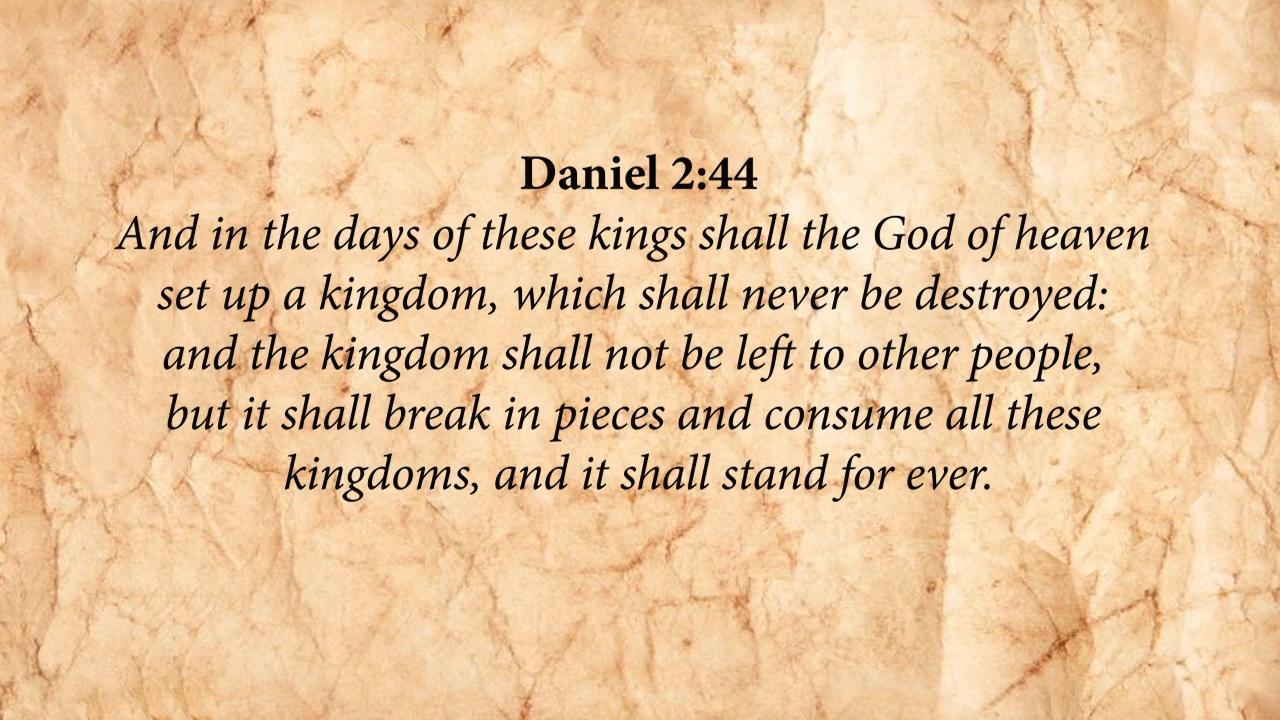 Daniel 2:44
And in the days of these kings shall the God of heaven
set up a kingdom, which shall never be destroyed:
and the kingdom shall not be left to other people,
but it shall break in pieces and consume all these
kingdoms, and it shall stand for ever.